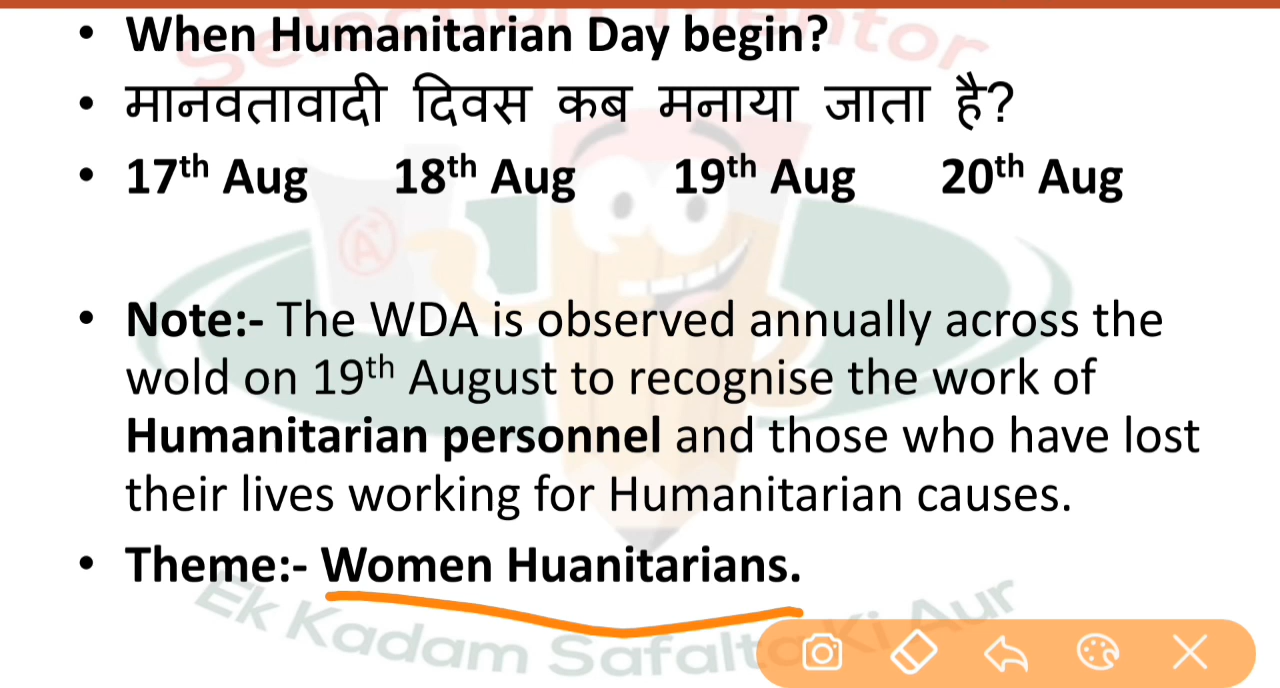 Selection Mentor
• When Humanitarian Day begin?
• मानवतावादी दिवस कब मनाया जाता है?
• 17th Aug 18th Aug 19th Aug 20th Aug
• Note:- The WDA is observed annually across the
wold on 19th August to recognise the work of
Humanitarian personnel and those who have lost
their lives working for Humanitarian causes.
• Theme:- Women Huanitarians.
Ek Kadam Safalta Ki Aur